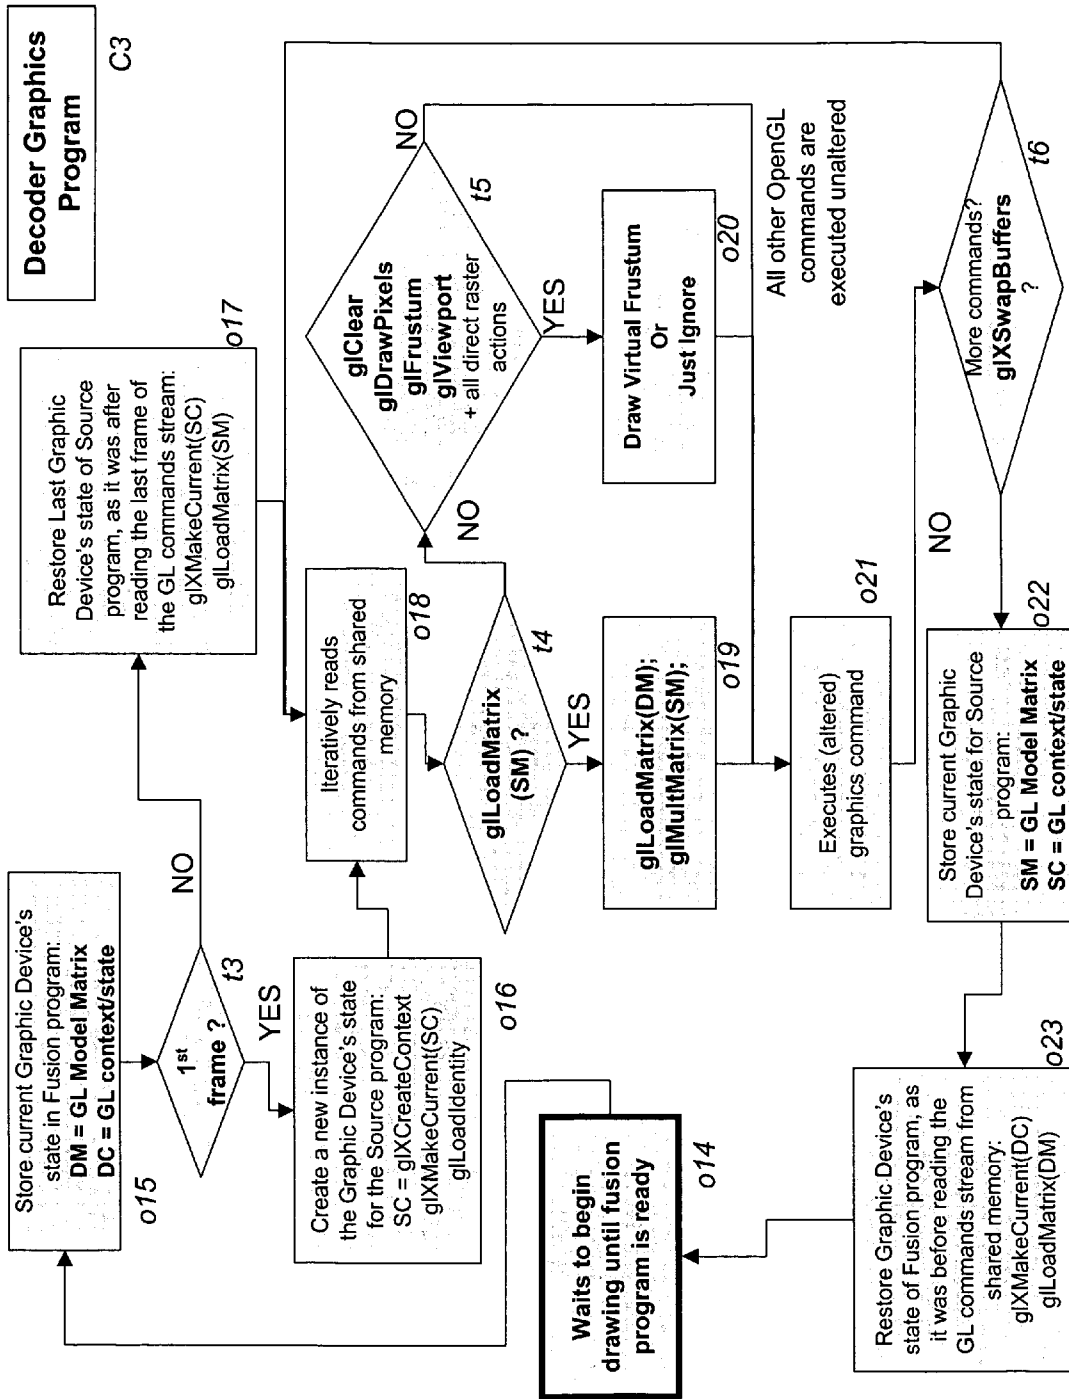 Decoder Graphics
Program
C3
Store current Graphic Device's
state in Fusion program:
DM = GL Model Matrix
DC = GL context/state
o15
1st
frame ?
t3
NO
YES
Restore Last Graphic
Device's state of Source
program, as it was after
reading the last frame of
the GL commands stream:
glXMakeCurrent(SC)
glLoadMatrix(SM)
o17
Create a new instance of
the Graphic Device's state
for the Source program:
SC = glXCreateContext
glXMakeCurrent(SC)
glLoadIdentity
o16
Iteratively reads
commands from shared
memory
o18
glLoadMatrix
(SM) ?
t4
NO
YES
glClear
glDrawPixels
glFrustum
glViewport
+ all direct raster
actions
t5
NO
YES
Draw Virtual Frustum
Or
Just Ignore
o20
glLoadMatrix(DM);
glMultMatrix(SM);
o19
All other OpenGL
commands are
executed unaltered
Executes (altered)
graphics command
o21
NO
More commands?
glXSwapBuffers
?
t6
Store current Graphic
Device's state for Source
program:
SM = GL Model Matrix
SC = GL context/state
o22
Restore Graphic Device's
state of Fusion program, as
it was before reading the
GL commands stream from
shared memory:
glXMakeCurrent(DC)
glLoadMatrix(DM)
o23
Waits to begin
drawing until fusion
program is ready
o14